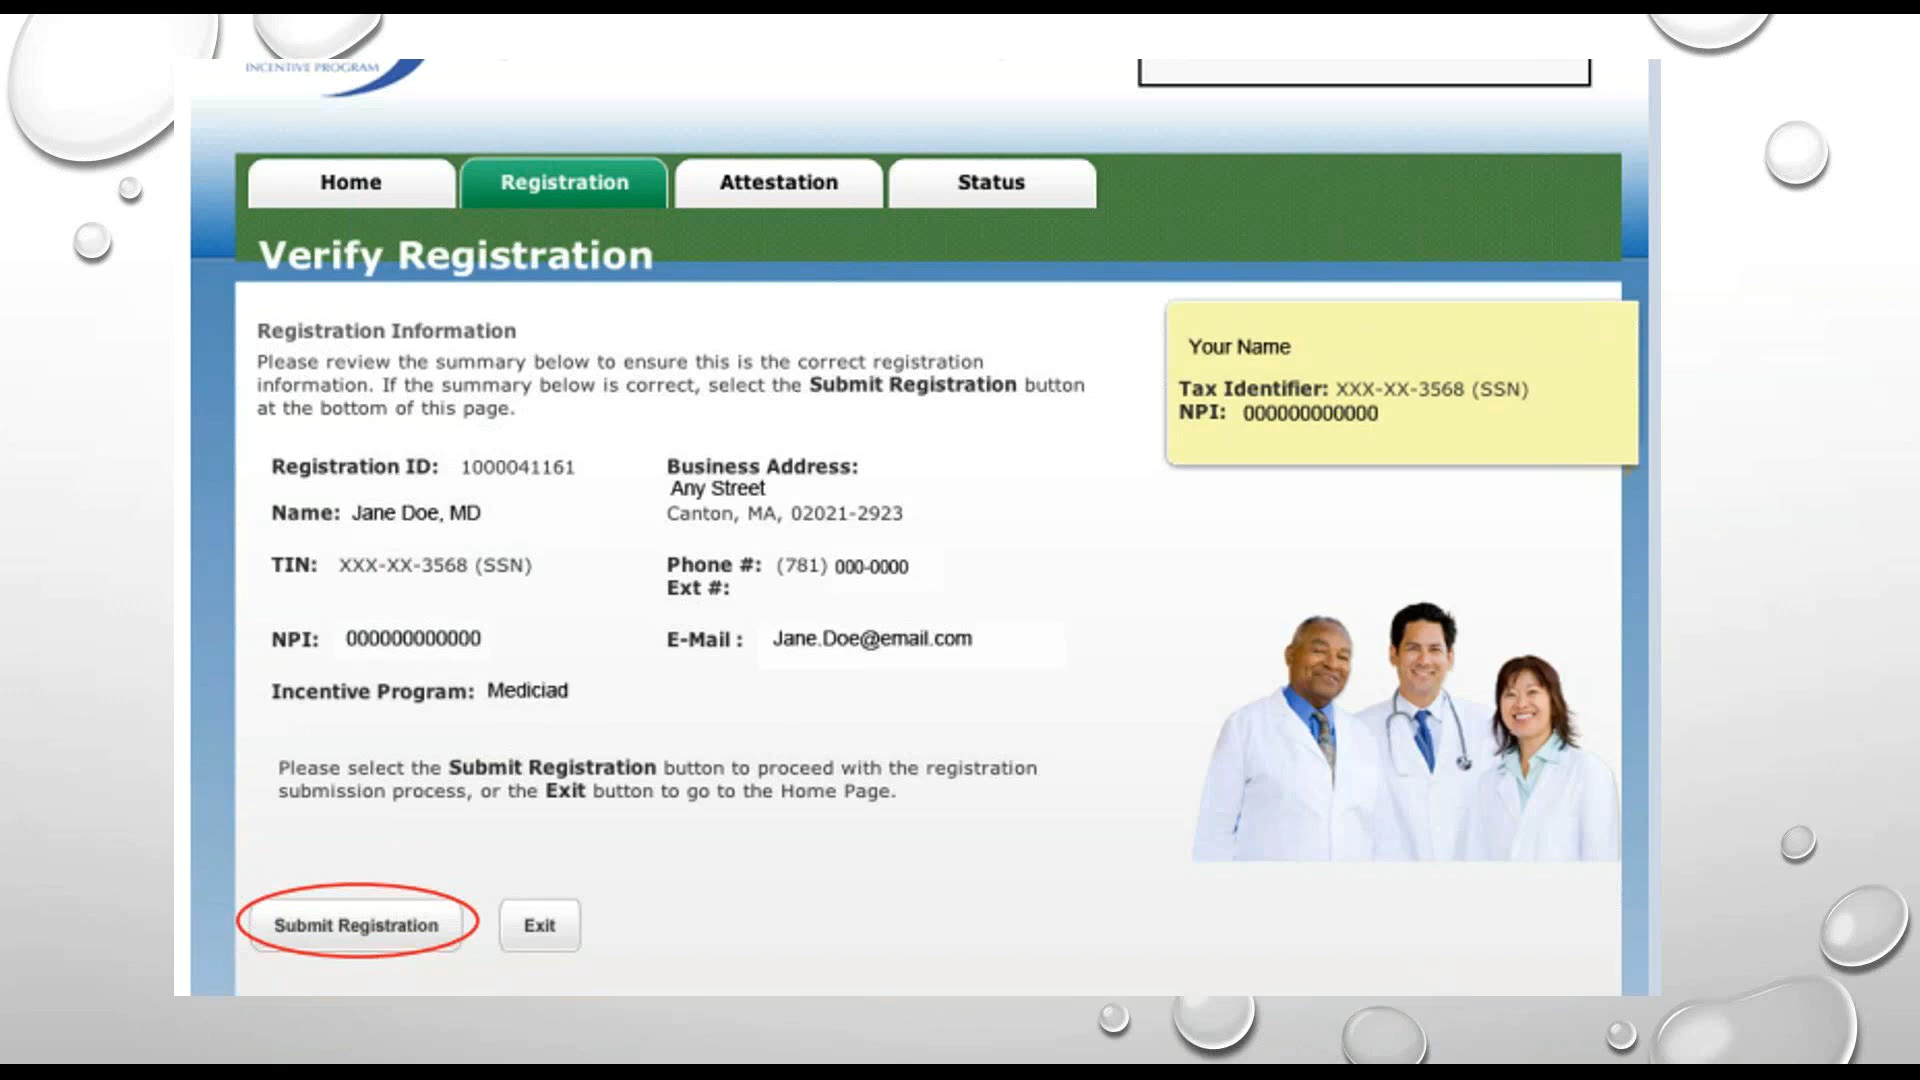 INCENTIVE PROGRAM
Home
Registration
Attestation
Status
Verify Registration
Registration Information
Please review the summary below to ensure this is the correct registration
information. If the summary below is correct, select the Submit Registration button
at the bottom of this page.
Your Name
Tax Identifier: XXX-XX-3568 (SSN)
NPI: 000000000000
Registration ID: 1000041161
Business Address:
Any Street
Name: Jane Doe, MD
Canton, MA, 02021-2923
TIN: XXX-XX-3568 (SSN)
Phone #: (781) 000-0000
Ext #:
NPI: 000000000000
E-Mail : Jane.Doe@email.com
Incentive Program: Mediciad
Please select the Submit Registration button to proceed with the registration
submission process, or the Exit button to go to the Home Page.
Submit Registration
Exit